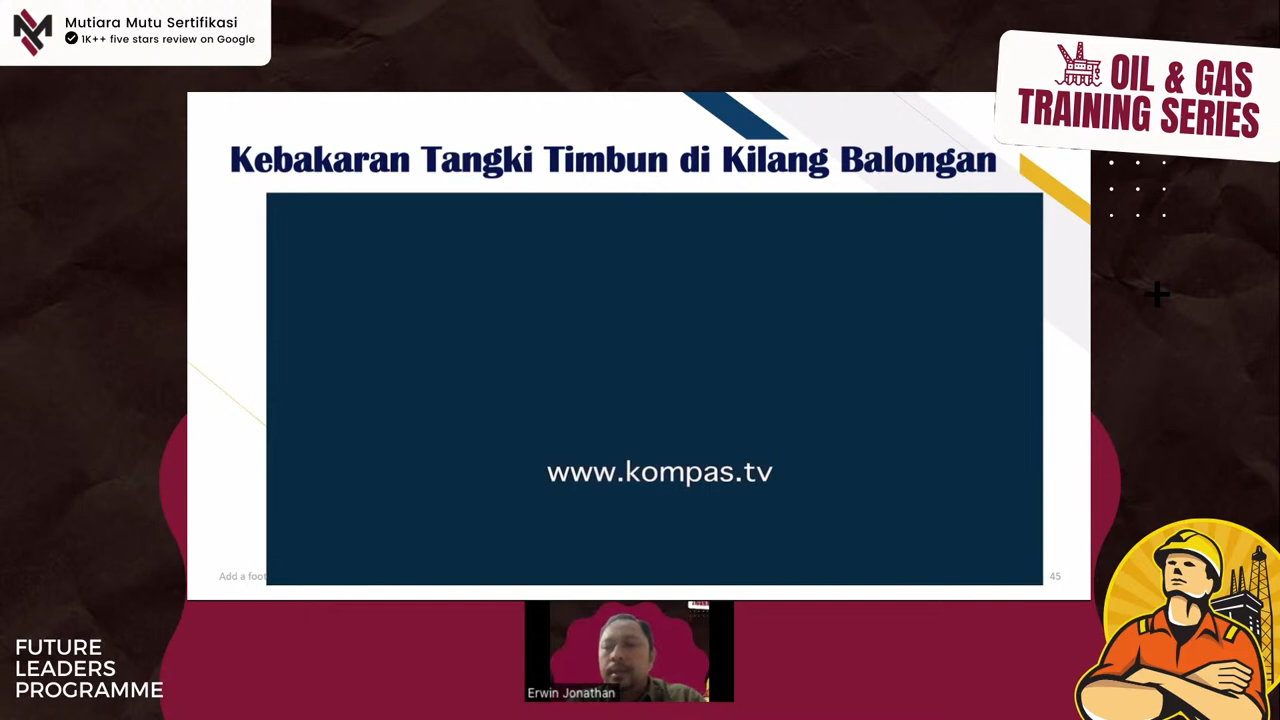 Mutiara Mutu Sertifikasi
1K++ five stars review on Google
OIL & GAS
TRAINING SERIES
Kebakaran Tangki Timbun di Kilang Balongan
www.kompas.tv
Add a foot
45
FUTURE
LEADERS
PROGRAMME
Erwin Jonathan